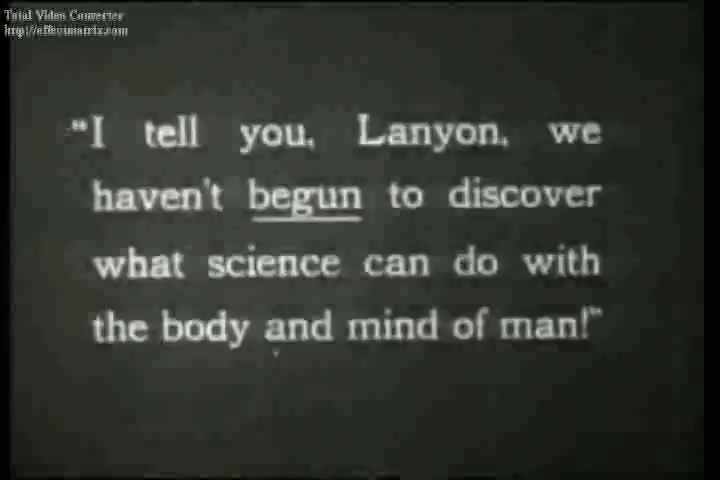 Total Video Converter
http://effectmatrix.com
"I tell you, Lanyon, we
haven't begun to discover
what science can do with
the body and mind of man!"